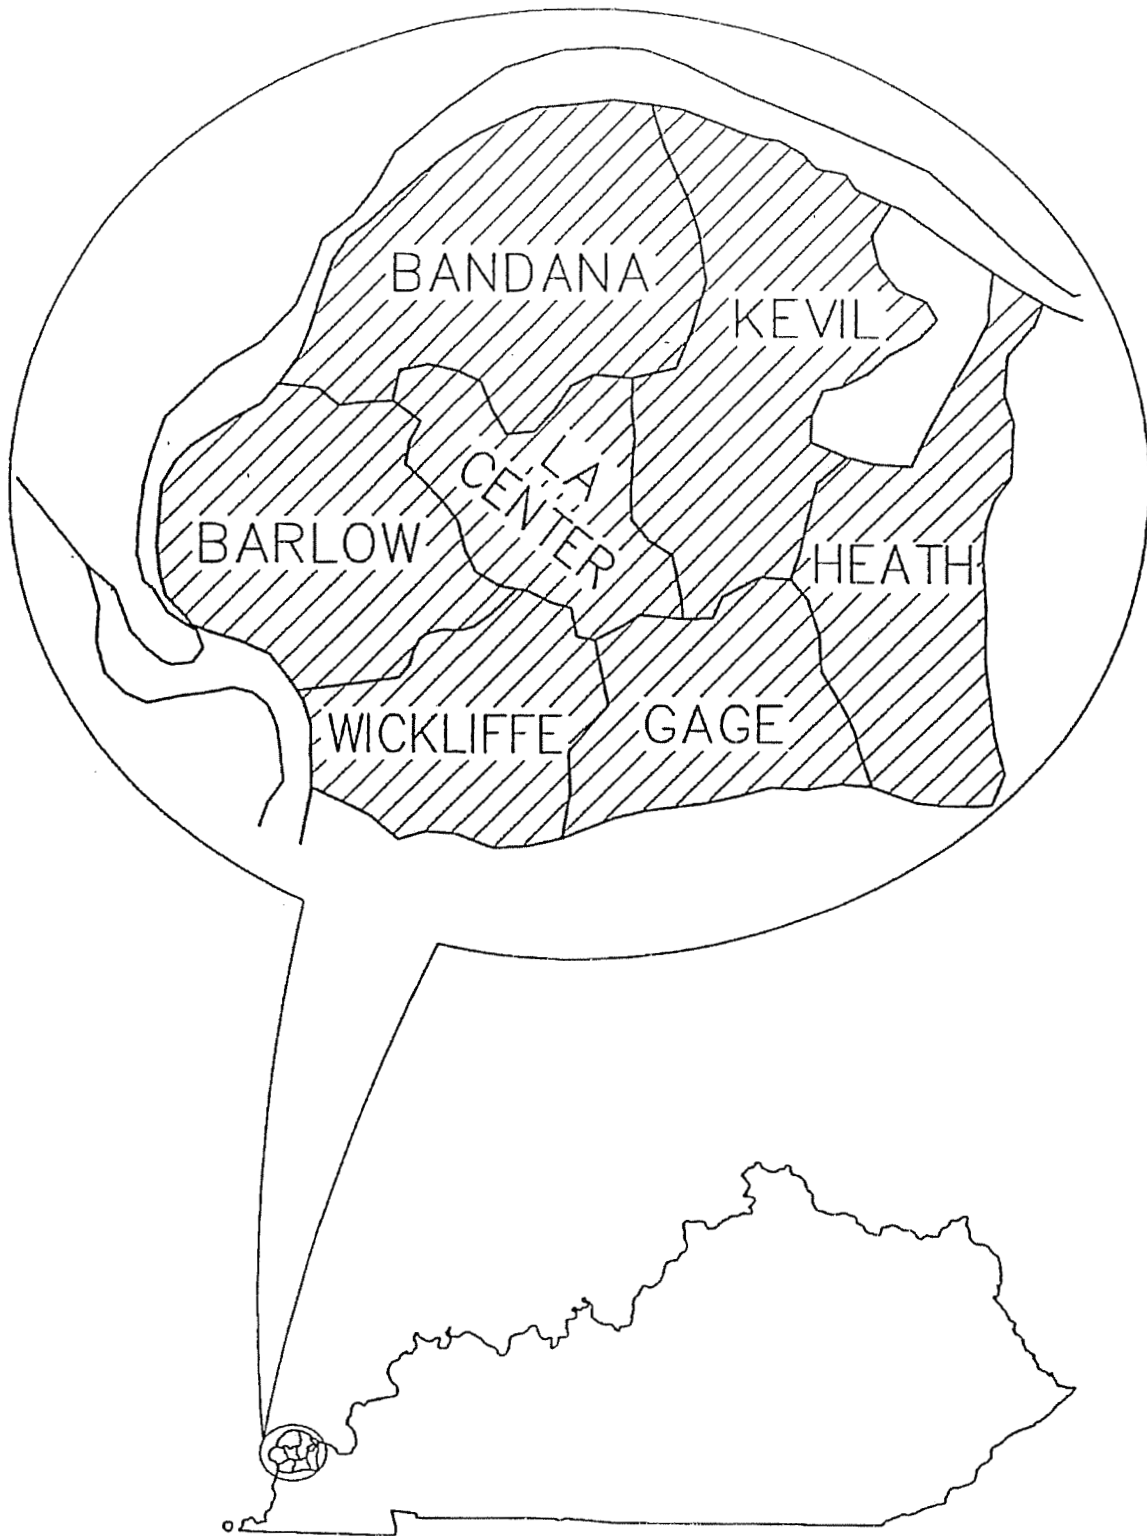 BANDANA
KEVIL
LA
CENTER
BARLOW
HEATH
WICKLIFFE
GAGE